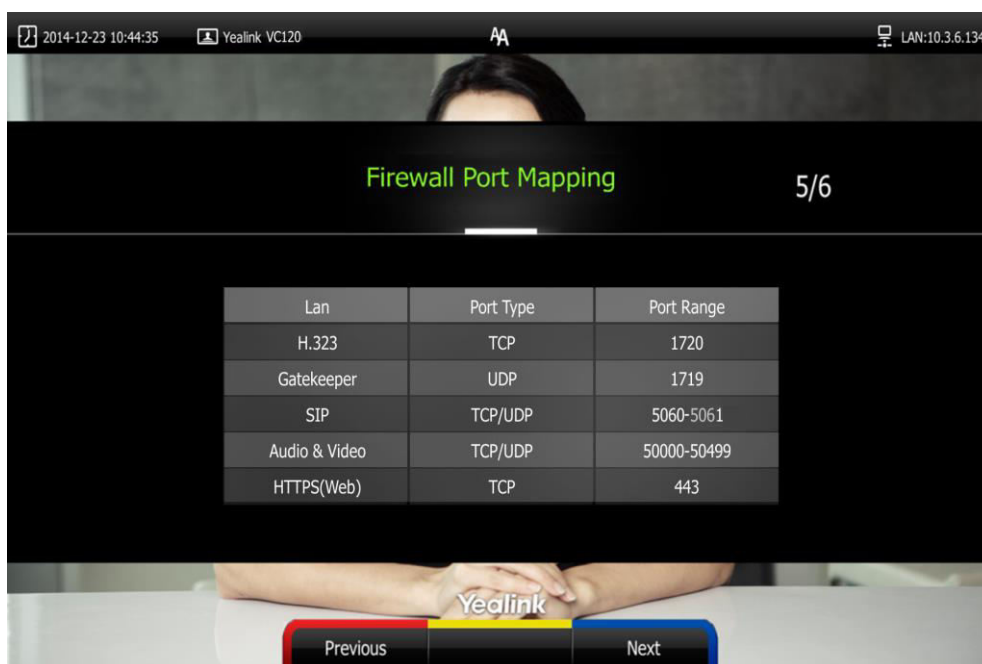 2014-12-23 10:44:35 Yealink VC120 AA LAN:10.3.6.134
Firewall Port Mapping 5/6
Lan Port Type Port Range
H.323 TCP 1720
Gatekeeper UDP 1719
SIP TCP/UDP 5060-5061
Audio & Video TCP/UDP 50000-50499
HTTPS(Web) TCP 443
Yealink
Previous Next